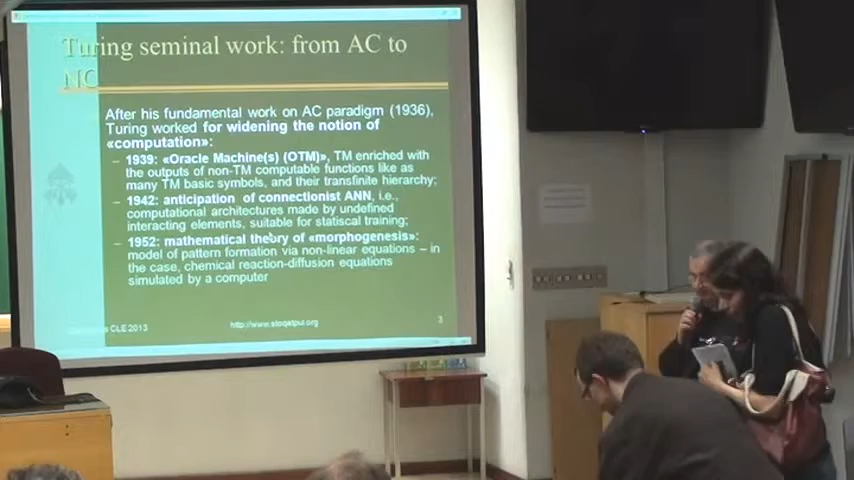 Turing seminal work: from AC to
NC
After his fundamental work on AC paradigm (1936),
Turing worked for widening the notion of
«computation»:
– 1939: «Oracle Machine(s) (OTM)», TM enriched with
the outputs of non-TM computable functions like as
many TM basic symbols, and their transfinite hierarchy;
– 1942: anticipation of connectionist ANN, i.e.,
computational architectures made by undefined
interacting elements, suitable for statiscal training;
– 1952: mathematical theory of «morphogenesis»:
model of pattern formation via non-linear equations – in
the case, chemical reaction-diffusion equations
simulated by a computer
CLE 2013
http://www.stoqatpul.org
3